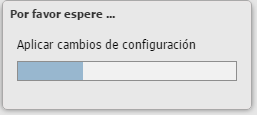 Por favor espere ...
Aplicar cambios de configuración